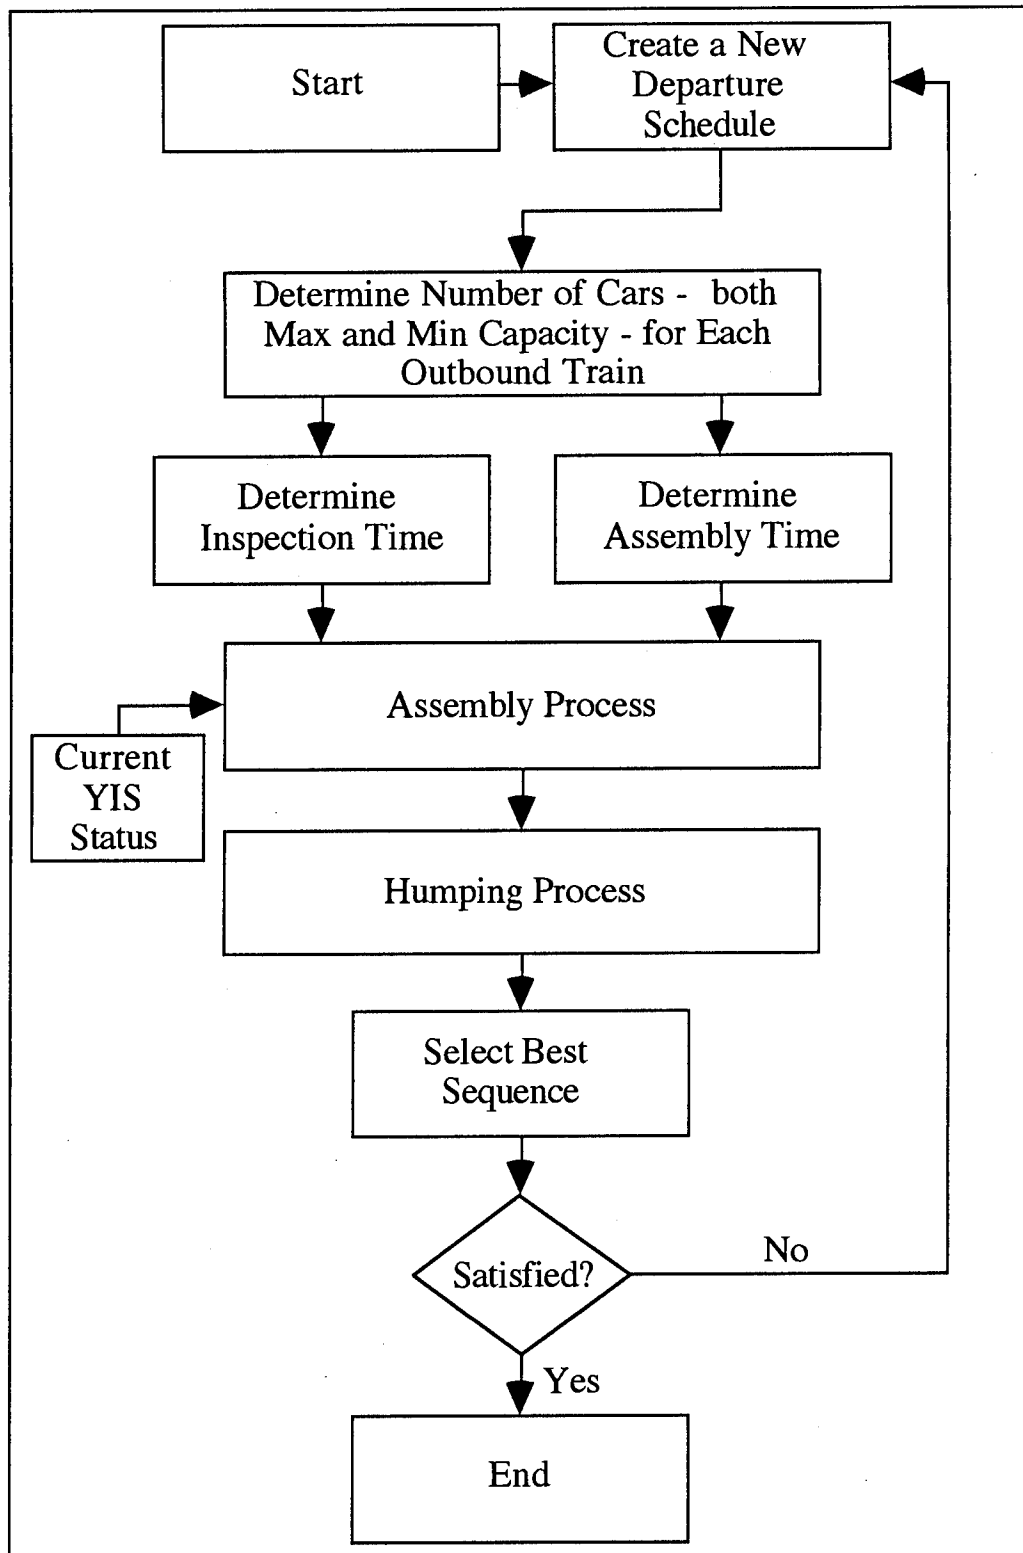 Start
Create a New
Departure
Schedule
Determine Number of Cars - both
Max and Min Capacity - for Each
Outbound Train
Determine
Inspection Time
Determine
Assembly Time
Assembly Process
Current
YIS
Status
Humping Process
Select Best
Sequence
Satisfied?
No
Yes
End